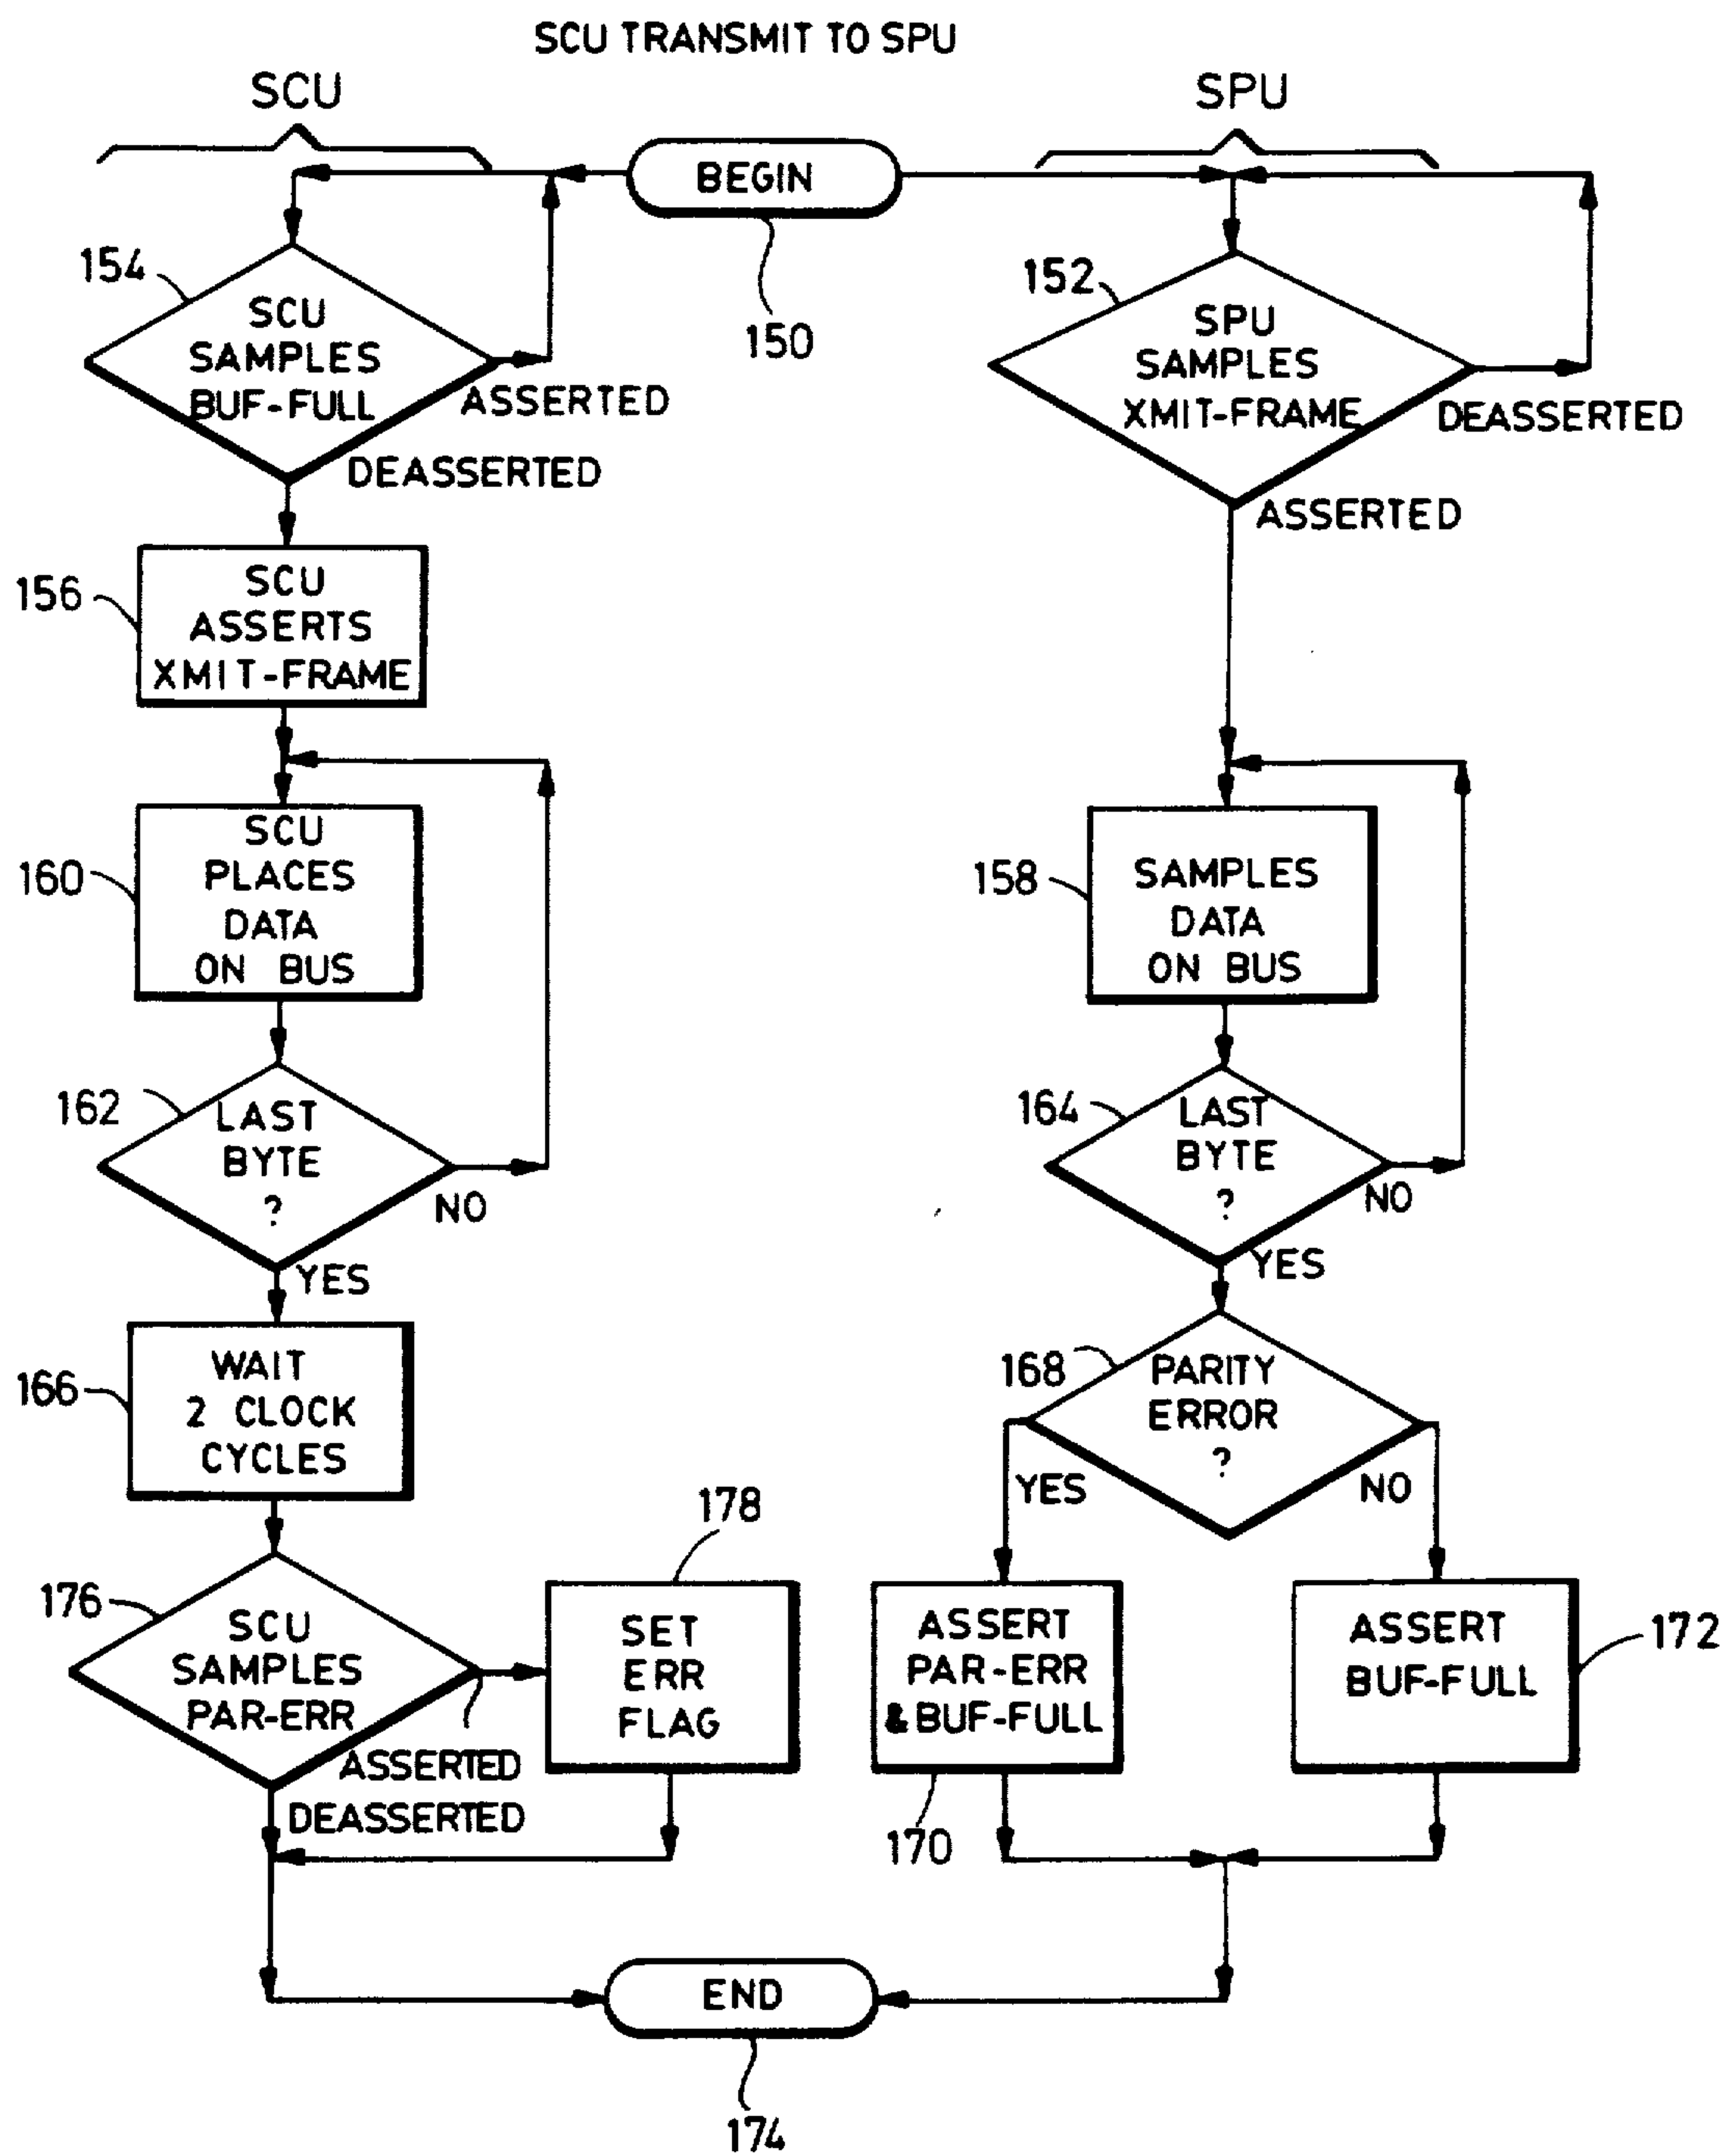 SCU TRANSMIT TO SPU
SCU
SPU
BEGIN
150
154
SCU
SAMPLES
BUF-FULL
ASSERTED
DEASSERTED
152
SPU
SAMPLES
XMIT-FRAME
DEASSERTED
ASSERTED
156
SCU
ASSERTS
XMIT-FRAME
160
SCU
PLACES
DATA
ON BUS
158
SAMPLES
DATA
ON BUS
162
LAST
BYTE
?
NO
YES
164
LAST
BYTE
?
NO
YES
166
WAIT
2 CLOCK
CYCLES
168
PARITY
ERROR
?
YES
NO
176
SCU
SAMPLES
PAR-ERR
ASSERTED
DEASSERTED
178
SET
ERR
FLAG
ASSERT
PAR-ERR
& BUF-FULL
170
ASSERT
BUF-FULL
172
END
174